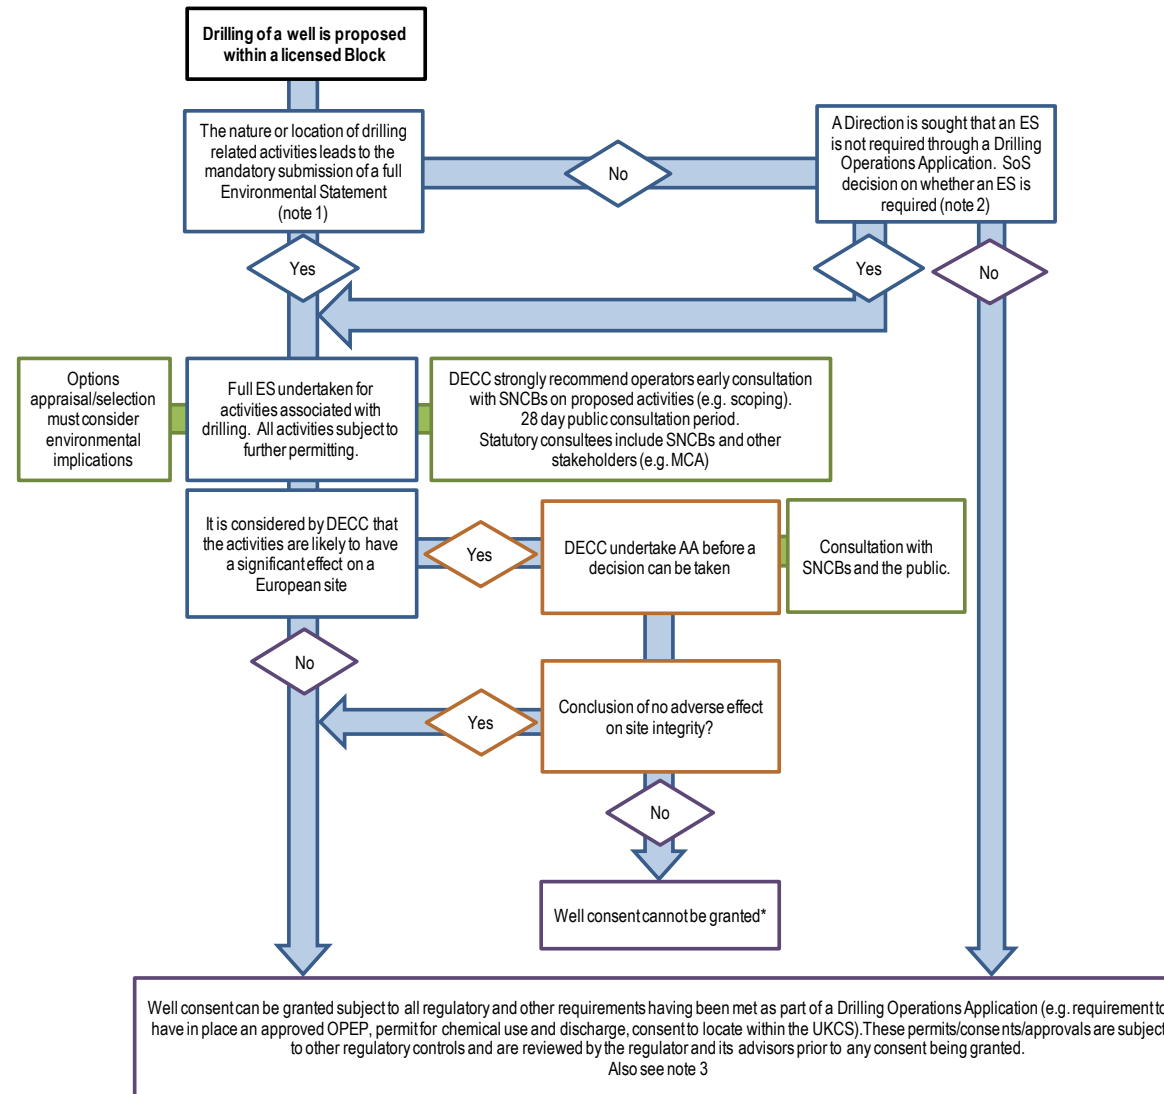 Drilling of a well is proposed
within a licensed Block
The nature or location of drilling
related activities leads to the
mandatory submission of a full
Environmental Statement
(note 1)
No
A Direction is sought that an ES
is not required through a Drilling
Operations Application. SoS
decision on whether an ES is
required (note 2)
Yes
Yes
No
Options
appraisal/selection
must consider
environmental
implications
Full ES undertaken for
activities associated with
drilling. All activities subject to
further permitting.
DECC strongly recommend operators early consultation
with SNCBs on proposed activities (e.g. scoping).
28 day public consultation period.
Statutory consultees include SNCBs and other
stakeholders (e.g. MCA)
It is considered by DECC that
the activities are likely to have
a significant effect on a
European site
Yes
DECC undertake AA before a
decision can be taken
Consultation with
SNCBs and the public.
No
Yes
Conclusion of no adverse effect
on site integrity?
No
Well consent cannot be granted*
Well consent can be granted subject to all regulatory and other requirements having been met as part of a Drilling Operations Application (e.g. requirement to
have in place an approved OPEP, permit for chemical use and discharge, consent to locate within the UKCS).These permits/consents/approvals are subject
to other regulatory controls and are reviewed by the regulator and its advisors prior to any consent being granted.
Also see note 3